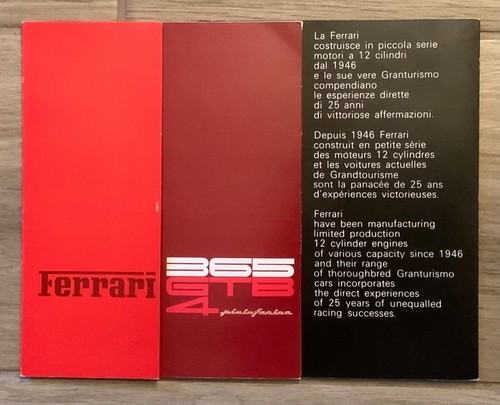 Ferrari
365
GTB
4 pininfarina
La Ferrari
costruisce in piccola serie
motori a 12 cilindri
dal 1946
e le sue vere Granturismo
compendiano
le esperienze dirette
di 25 anni
di vittoriose affermazioni.
Depuis 1946 Ferrari
construit en petite série
des moteurs 12 cylindres
et les voitures actuelles
de Grandtourisme
sont la panacée de 25 ans
d'expériences victorieuses.
Ferrari
have been manufacturing
limited production
12 cylinder engines
of various capacity since 1946
and their range
of thoroughbred Granturismo
cars incorporates
the direct experiences
of 25 years of unequalled
racing successes.